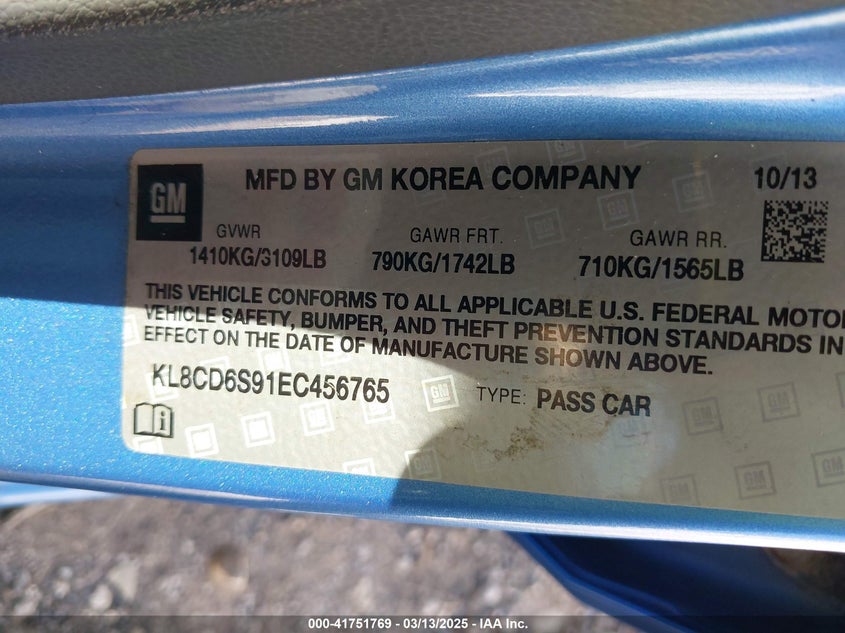 GM MFD BY GM KOREA COMPANY 10/13
GVWR GAWR FRT. GAWR RR.
1410KG/3109LB 790KG/1742LB 710KG/1565LB
THIS VEHICLE CONFORMS TO ALL APPLICABLE U.S. FEDERAL MOTOR
VEHICLE SAFETY, BUMPER, AND THEFT PREVENTION STANDARDS IN
EFFECT ON THE DATE OF MANUFACTURE SHOWN ABOVE.
KL8CD6S91EC456765 TYPE: PASS CAR
000-41751769 — 03/13/2025 — IAA Inc.